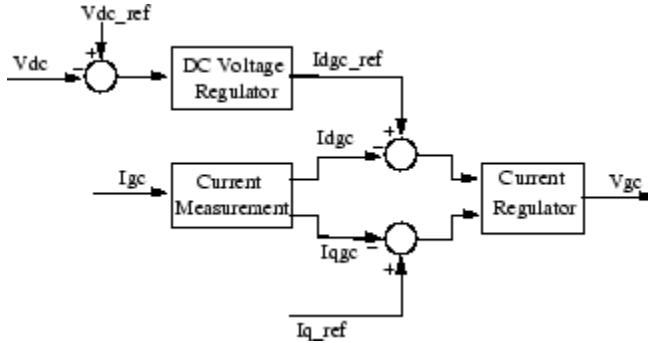 Vdc_ref
+
Vdc
−
DC Voltage
Regulator
Idgc_ref
+
−
Idgc
Igc
Current
Measurement
Current
Regulator
Vgc
Iqgc
−
+
Iq_ref